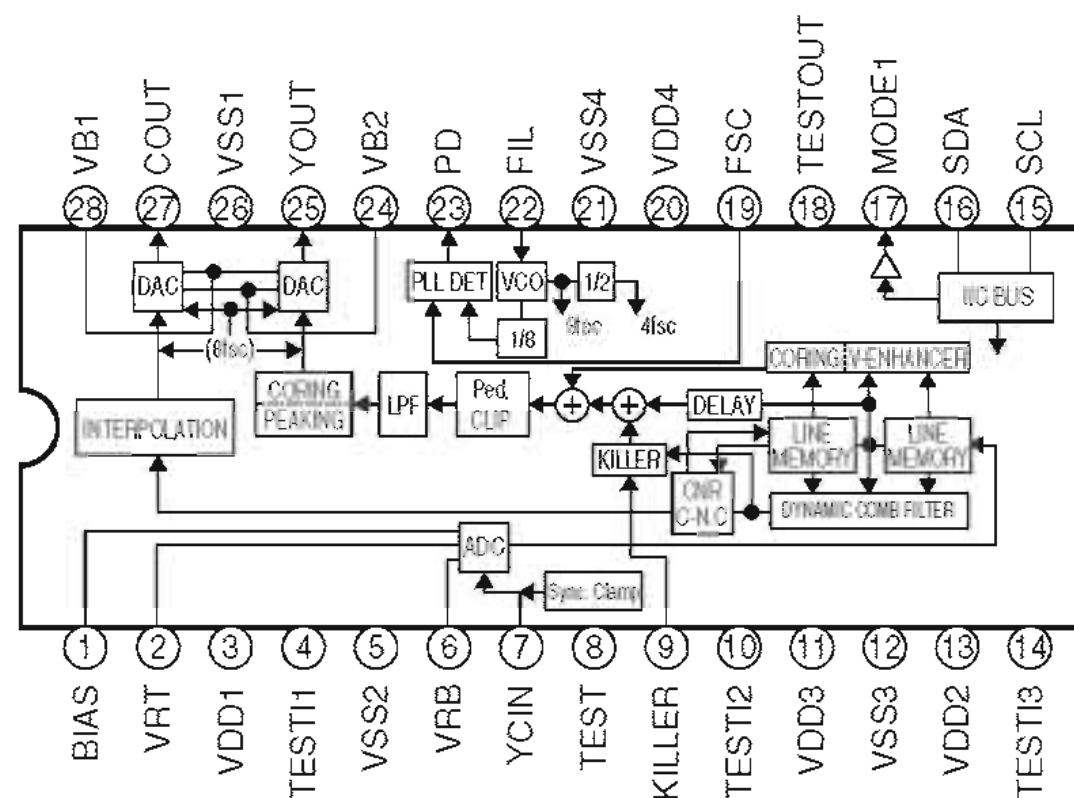 VB1
COUT
VSS1
YOUT
VB2
PD
FIL
VSS4
VDD4
FSC
TESTOUT
MODE1
SDA
SCL
28
27
26
25
24
23
22
21
20
19
18
17
16
15
DAC
DAC
PLL DET
VCO
1/2
IIC BUS
8fsc
4fsc
1/8
(8fsc)
CORING
V-ENHANCER
INTERPOLATION
CORING
PEAKING
LPF
Ped.
CLIP
+
+
DELAY
LINE
MEMORY
LINE
MEMORY
KILLER
CNR
C-N.C
DYNAMIC COMB FILTER
ADC
Sync. Clamp
1
2
3
4
5
6
7
8
9
10
11
12
13
14
BIAS
VRT
VDD1
TESTI1
VSS2
VRB
YCIN
TEST
KILLER
TESTI2
VDD3
VSS3
VDD2
TESTI3